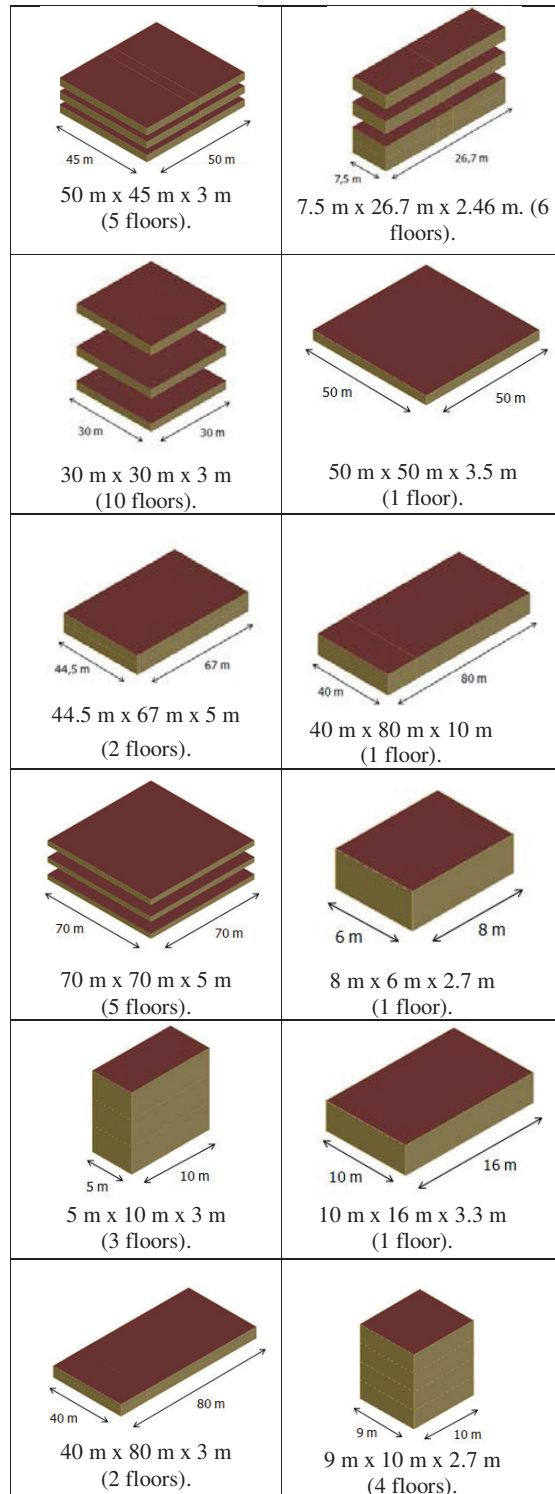 45 m
50 m
50 m x 45 m x 3 m
(5 floors).
7,5 m
26,7 m
7.5 m x 26.7 m x 2.46 m. (6
floors).
30 m
30 m
30 m x 30 m x 3 m
(10 floors).
50 m
50 m
50 m x 50 m x 3.5 m
(1 floor).
44,5 m
67 m
44.5 m x 67 m x 5 m
(2 floors).
40 m
80 m
40 m x 80 m x 10 m
(1 floor).
70 m
70 m
70 m x 70 m x 5 m
(5 floors).
6 m
8 m
8 m x 6 m x 2.7 m
(1 floor).
5 m
10 m
5 m x 10 m x 3 m
(3 floors).
10 m
16 m
10 m x 16 m x 3.3 m
(1 floor).
40 m
80 m
40 m x 80 m x 3 m
(2 floors).
9 m
10 m
9 m x 10 m x 2.7 m
(4 floors).